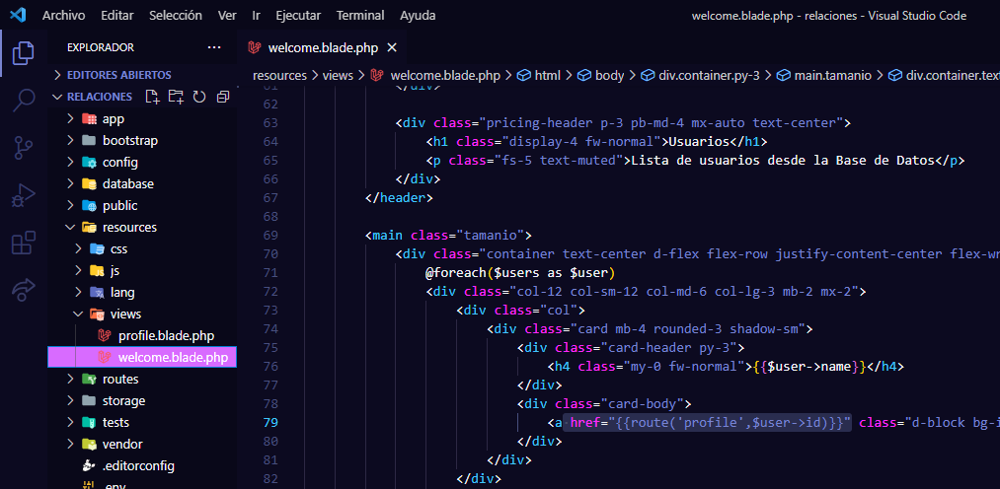 Archivo Editar Selección Ver Ir Ejecutar Terminal Ayuda welcome.blade.php - relaciones - Visual Studio Code
EXPLORADOR ···
EDITORES ABIERTOS
RELACIONES
app
bootstrap
config
database
public
resources
css
js
lang
views
profile.blade.php
welcome.blade.php
routes
storage
tests
vendor
.editorconfig
.env
welcome.blade.php
resources > views > welcome.blade.php > html > body > div.container.py-3 > main.tamanio > div.container.text
61 </div>
62
63 <div class="pricing-header p-3 pb-md-4 mx-auto text-center">
64 <h1 class="display-4 fw-normal">Usuarios</h1>
65 <p class="fs-5 text-muted">Lista de usuarios desde la Base de Datos</p>
66 </div>
67 </header>
68
69 <main class="tamanio">
70 <div class="container text-center d-flex flex-row justify-content-center flex-wr
71 @foreach($users as $user)
72 <div class="col-12 col-sm-12 col-md-6 col-lg-3 mb-2 mx-2">
73 <div class="col">
74 <div class="card mb-4 rounded-3 shadow-sm">
75 <div class="card-header py-3">
76 <h4 class="my-0 fw-normal">{{$user->name}}</h4>
77 </div>
78 <div class="card-body">
79 <a href="{{route('profile',$user->id)}}" class="d-block bg-i
80 </div>
81 </div>
82 </div>